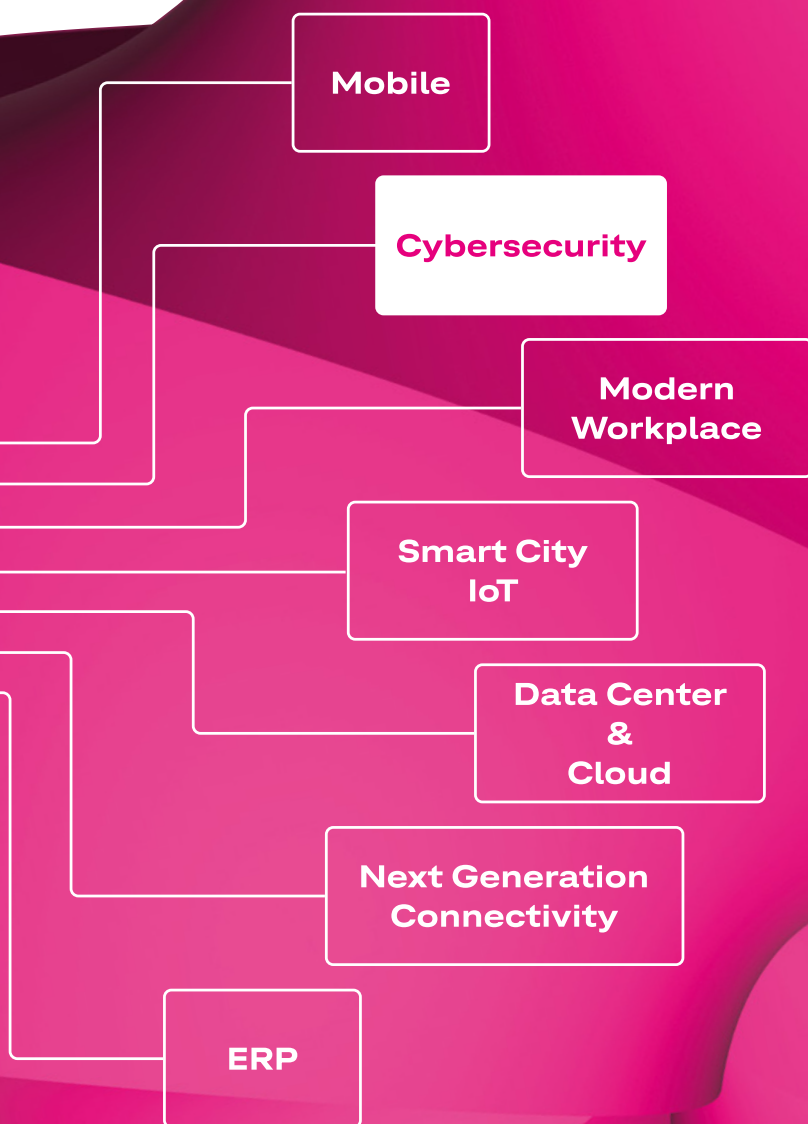 Mobile
Cybersecurity
Modern
Workplace
Smart City
IoT
Data Center
&
Cloud
Next Generation
Connectivity
ERP